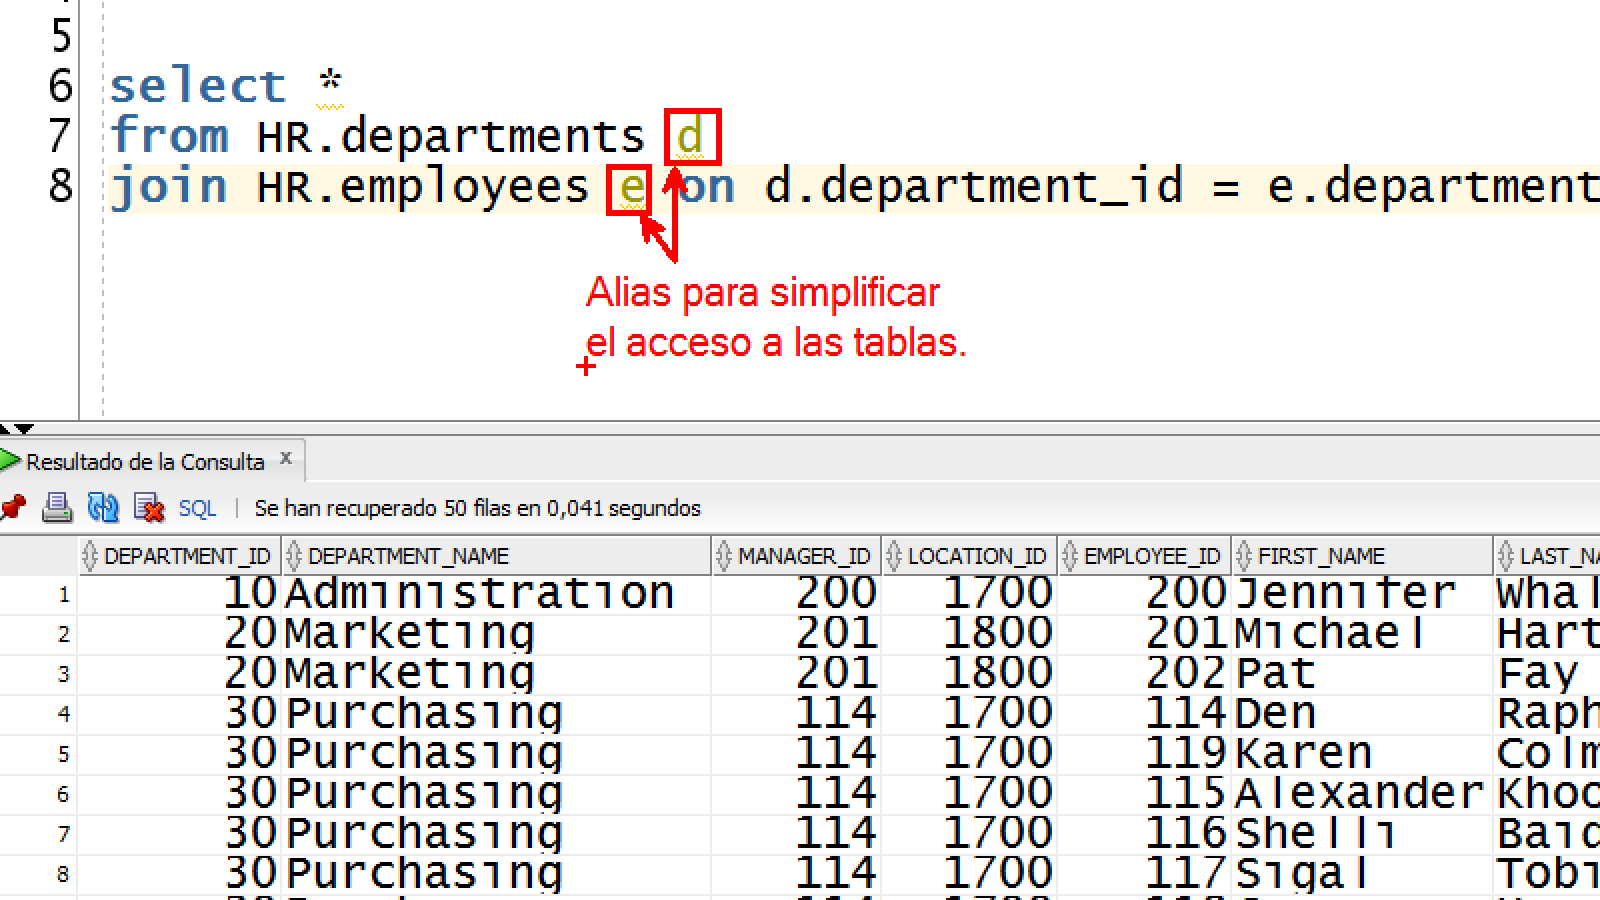 5
6 select *
7 from HR.departments d
8 join HR.employees e on d.department_id = e.department
Alias para simplificar
el acceso a las tablas.
Resultado de la Consulta x
SQL | Se han recuperado 50 filas en 0,041 segundos
DEPARTMENT_ID DEPARTMENT_NAME MANAGER_ID LOCATION_ID EMPLOYEE_ID FIRST_NAME LAST_NA
1 10 Administration 200 1700 200 Jennifer Whal
2 20 Marketing 201 1800 201 Michael Hart
3 20 Marketing 201 1800 202 Pat Fay
4 30 Purchasing 114 1700 114 Den Raph
5 30 Purchasing 114 1700 119 Karen Colm
6 30 Purchasing 114 1700 115 Alexander Khoo
7 30 Purchasing 114 1700 116 Shelli Baid
8 30 Purchasing 114 1700 117 Sigal Tobi